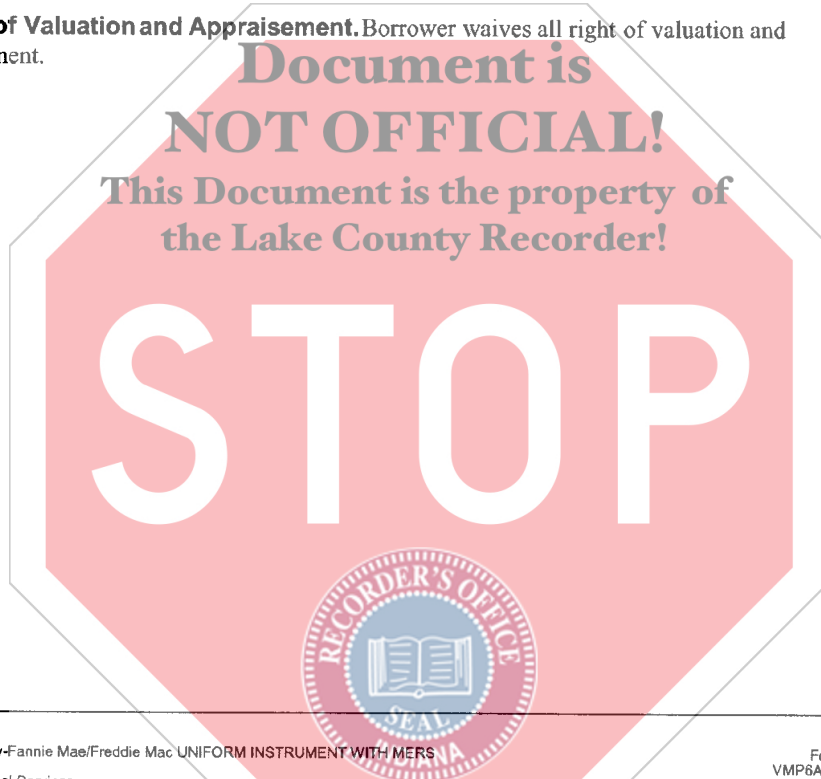 of Valuation and Appraisement. Borrower waives all right of valuation and
Document is
NOT OFFICIAL!
This Document is the property of
the Lake County Recorder!
STOP
RECORDER'S OFFICE
SEAL
INDIANA
-Fannie Mae/Freddie Mac UNIFORM INSTRUMENT WITH MERS
VMP6A